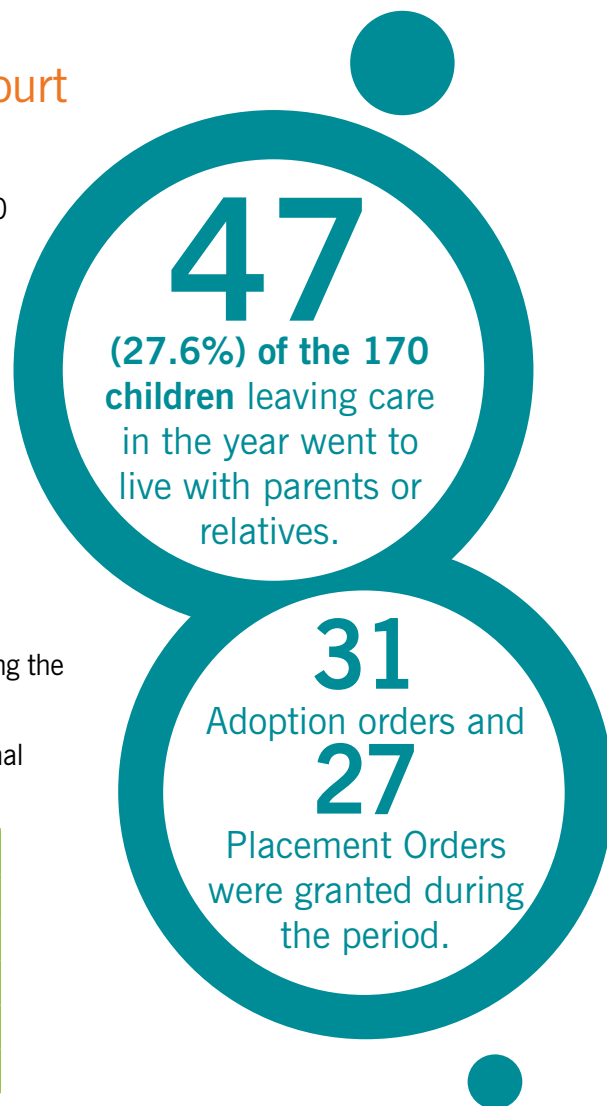 ourt
0
47
(27.6%) of the 170
children leaving care
in the year went to
live with parents or
relatives.
ng the
nal
31
Adoption orders and
27
Placement Orders
were granted during
the period.